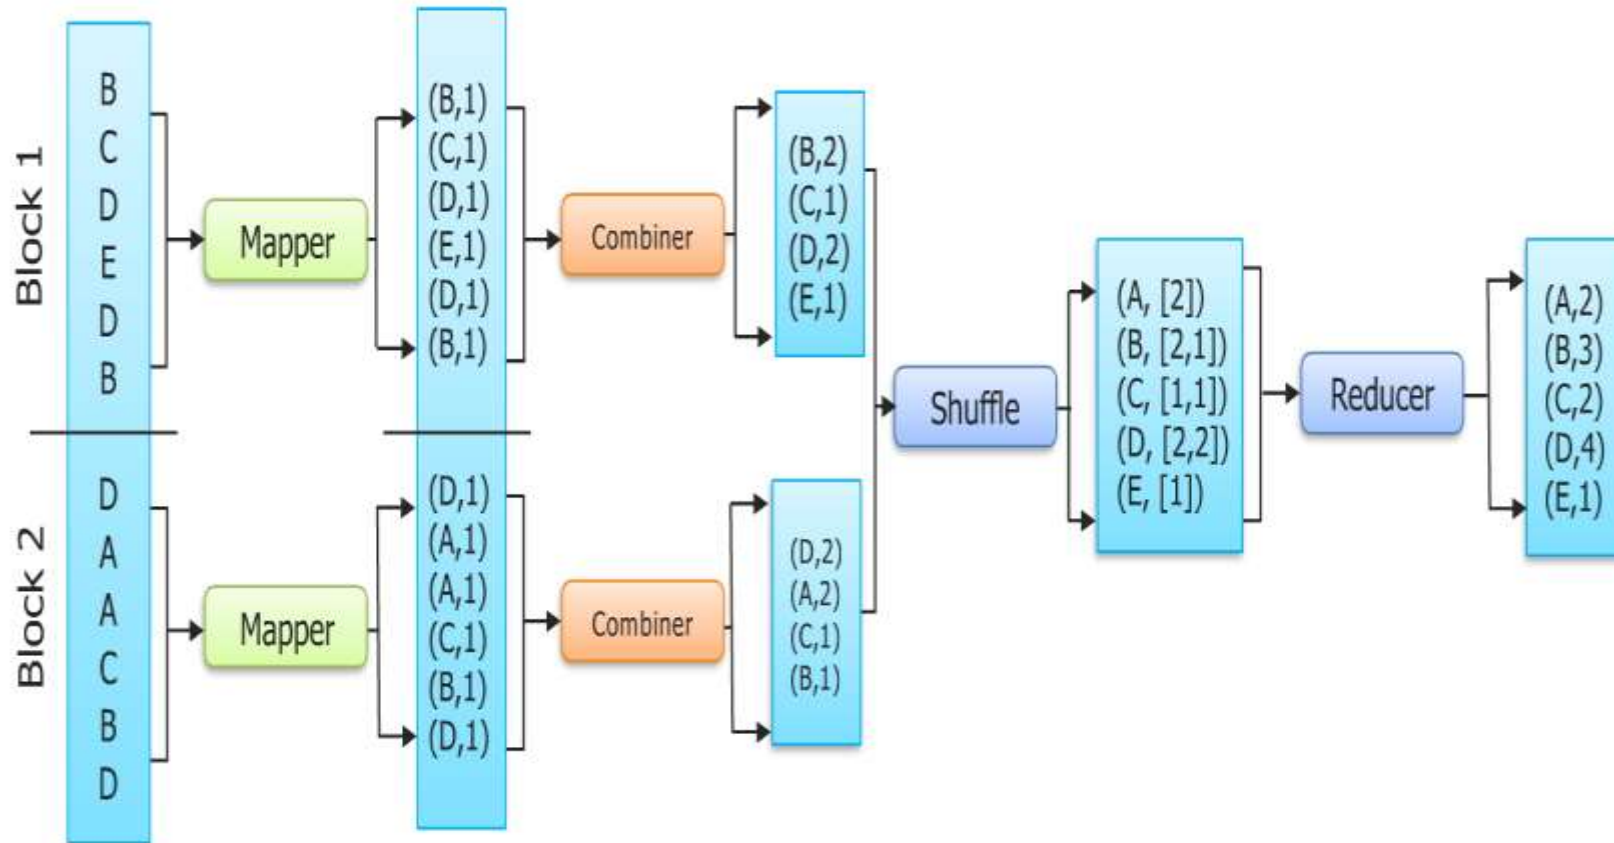 Block 1
B
C
D
E
D
B
Mapper
(B,1)
(C,1)
(D,1)
(E,1)
(D,1)
(B,1)
Combiner
(B,2)
(C,1)
(D,2)
(E,1)
Block 2
D
A
A
C
B
D
Mapper
(D,1)
(A,1)
(A,1)
(C,1)
(B,1)
(D,1)
Combiner
(D,2)
(A,2)
(C,1)
(B,1)
Shuffle
(A, [2])
(B, [2,1])
(C, [1,1])
(D, [2,2])
(E, [1])
Reducer
(A,2)
(B,3)
(C,2)
(D,4)
(E,1)